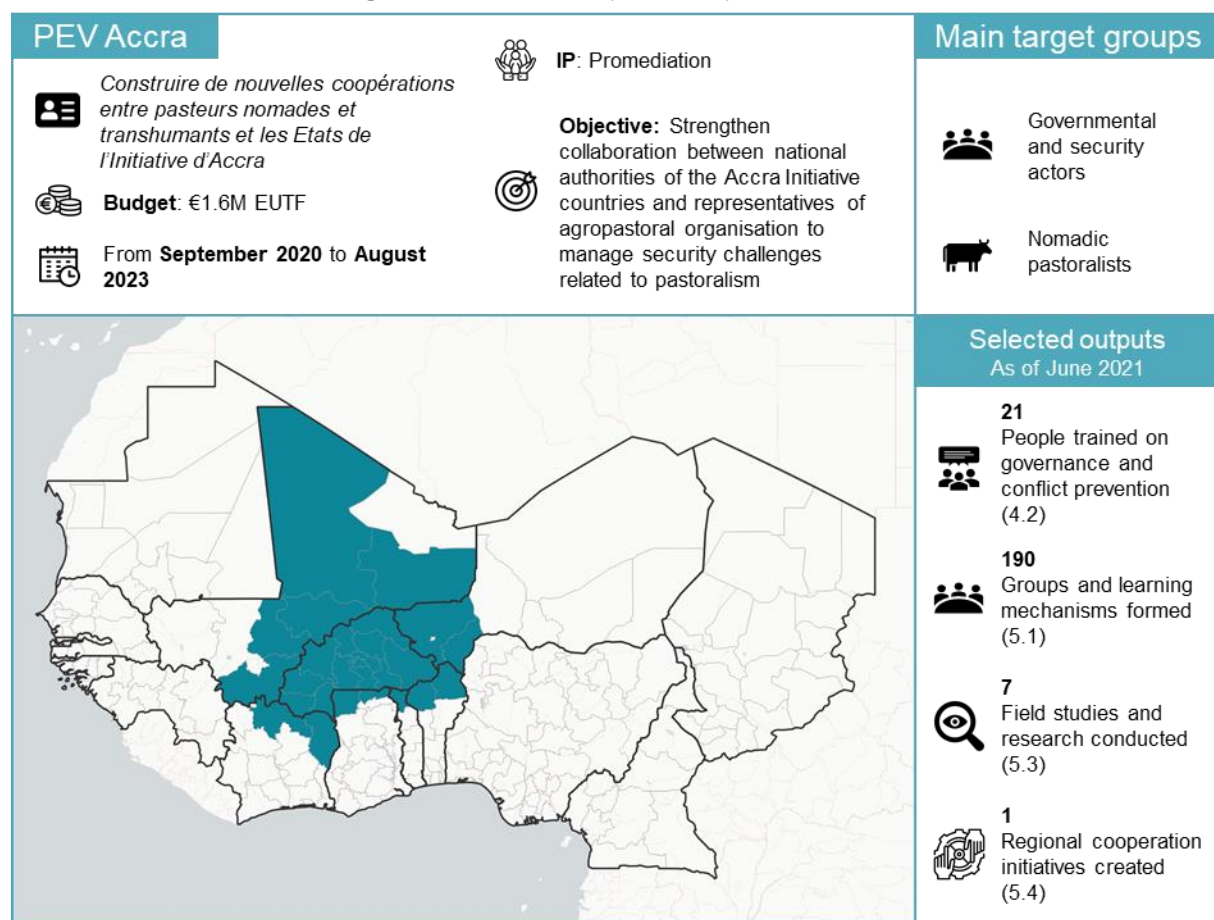 PEV Accra
Construire de nouvelles coopérations
entre pasteurs nomades et
transhumants et les Etats de
l'Initiative d'Accra
Budget: €1.6M EUTF
From September 2020 to August
2023
IP: Promediation
Objective: Strengthen
collaboration between national
authorities of the Accra Initiative
countries and representatives of
agropastoral organisation to
manage security challenges
related to pastoralism
Main target groups
Governmental
and security
actors
Nomadic
pastoralists
Selected outputs
As of June 2021
21
People trained on
governance and
conflict prevention
(4.2)
190
Groups and learning
mechanisms formed
(5.1)
7
Field studies and
research conducted
(5.3)
1
Regional cooperation
initiatives created
(5.4)